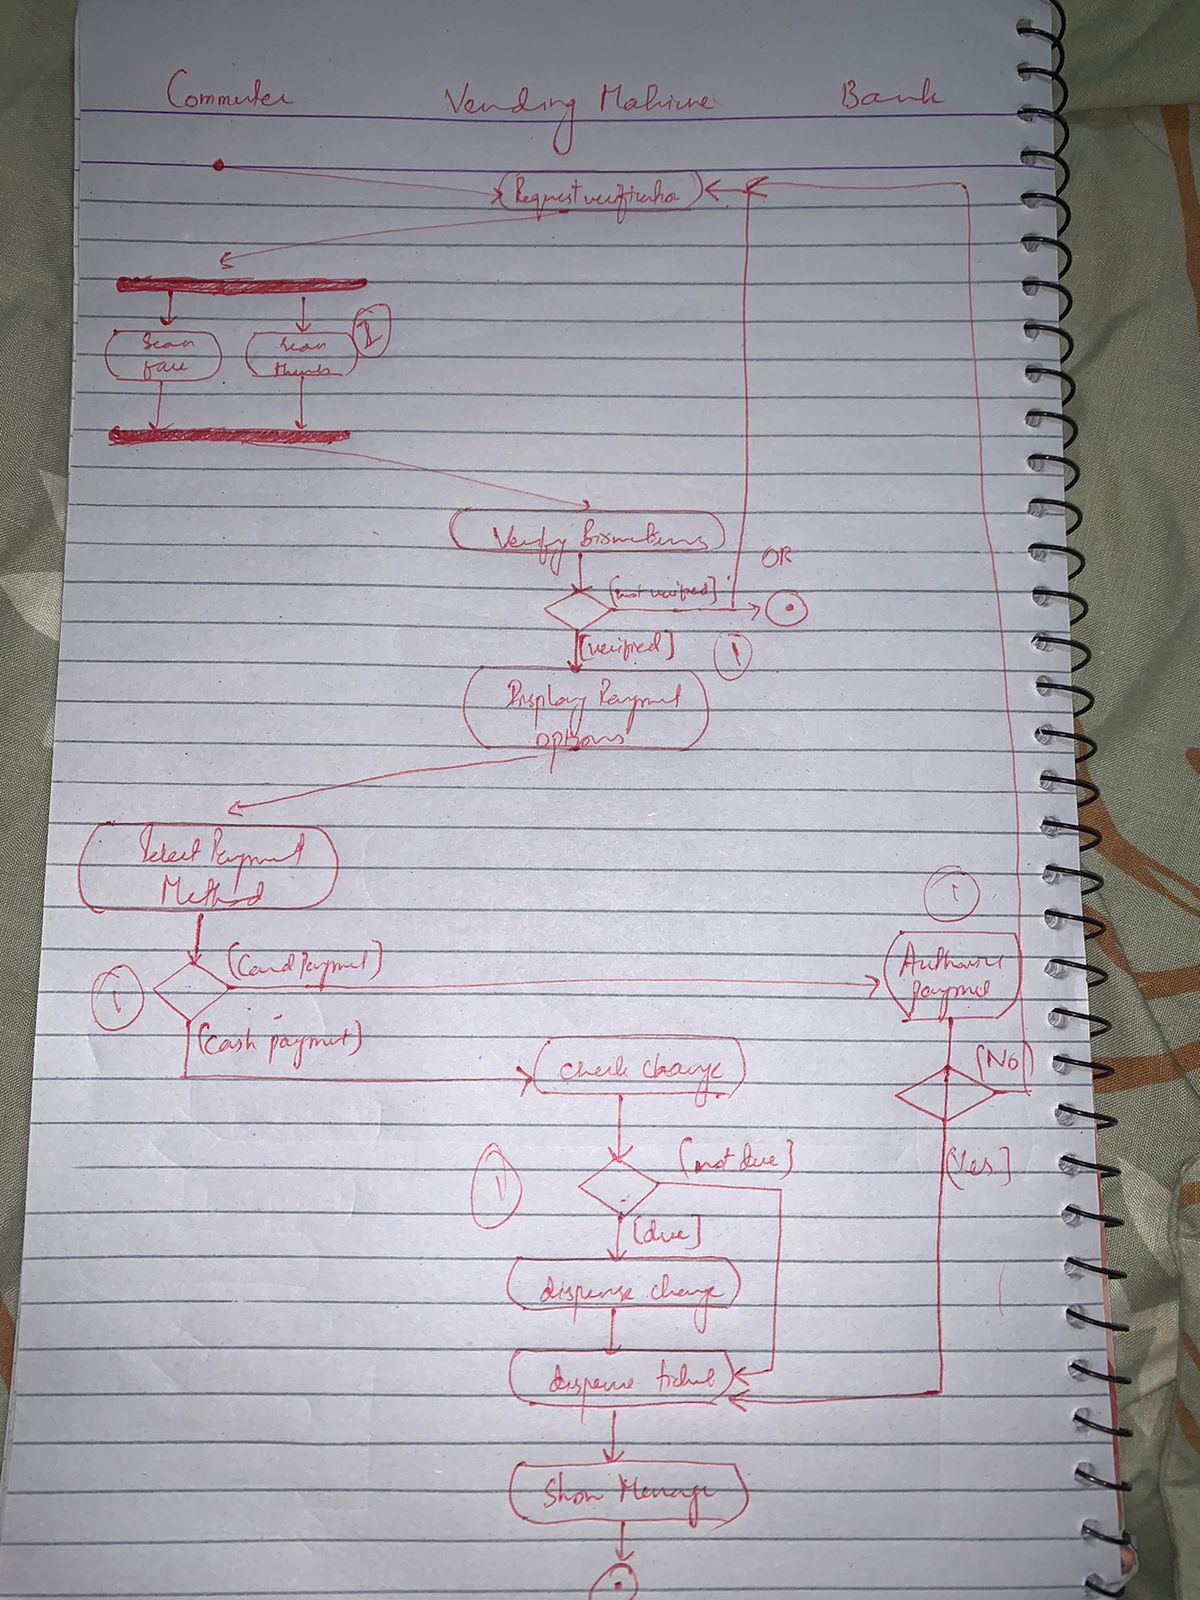 Commuter Vending Mahine Bank
Request verification
Scan
face
scan
thumb
1
Verify Biometrics
OR
[not verified]
[verified]
1
Display Payment
options
Select Payment
Method
1
[Card Payment]
Authorise
payment
1
[cash payment]
check change
[No]
1
[not due]
[Yes]
[due]
dispense change
dispense ticket
Show Message